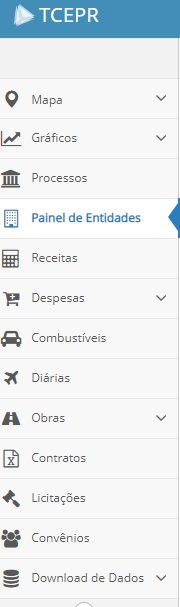 TCEPR
Mapa
Gráficos
Processos
Painel de Entidades
Receitas
Despesas
Combustíveis
Diárias
Obras
Contratos
Licitações
Convênios
Download de Dados